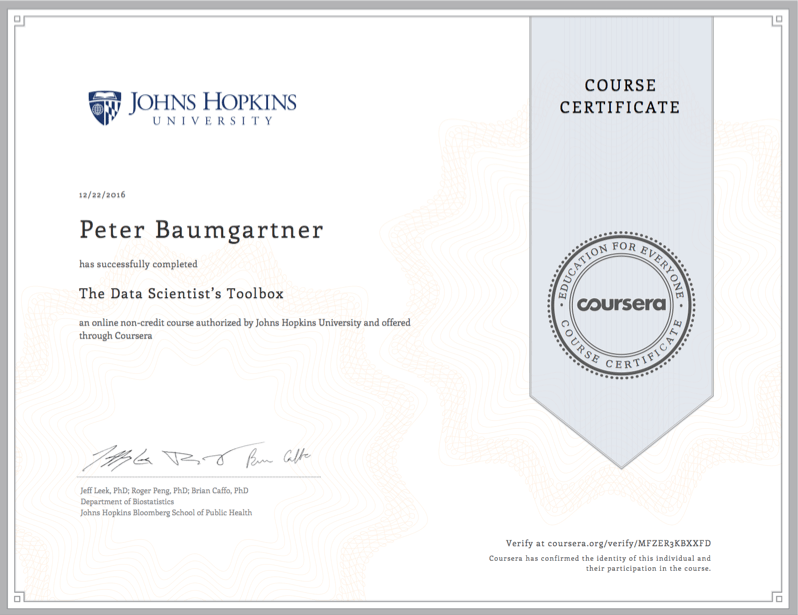 JOHNS HOPKINS
UNIVERSITY
COURSE
CERTIFICATE
12/22/2016
Peter Baumgartner
has successfully completed
The Data Scientist's Toolbox
an online non-credit course authorized by Johns Hopkins University and offered
through Coursera
EDUCATION FOR EVERYONE
coursera
COURSE CERTIFICATE
Jeff Leek, PhD; Roger Peng, PhD; Brian Caffo, PhD
Department of Biostatistics
Johns Hopkins Bloomberg School of Public Health
Verify at coursera.org/verify/MFZER3KBXXFD
Coursera has confirmed the identity of this individual and
their participation in the course.